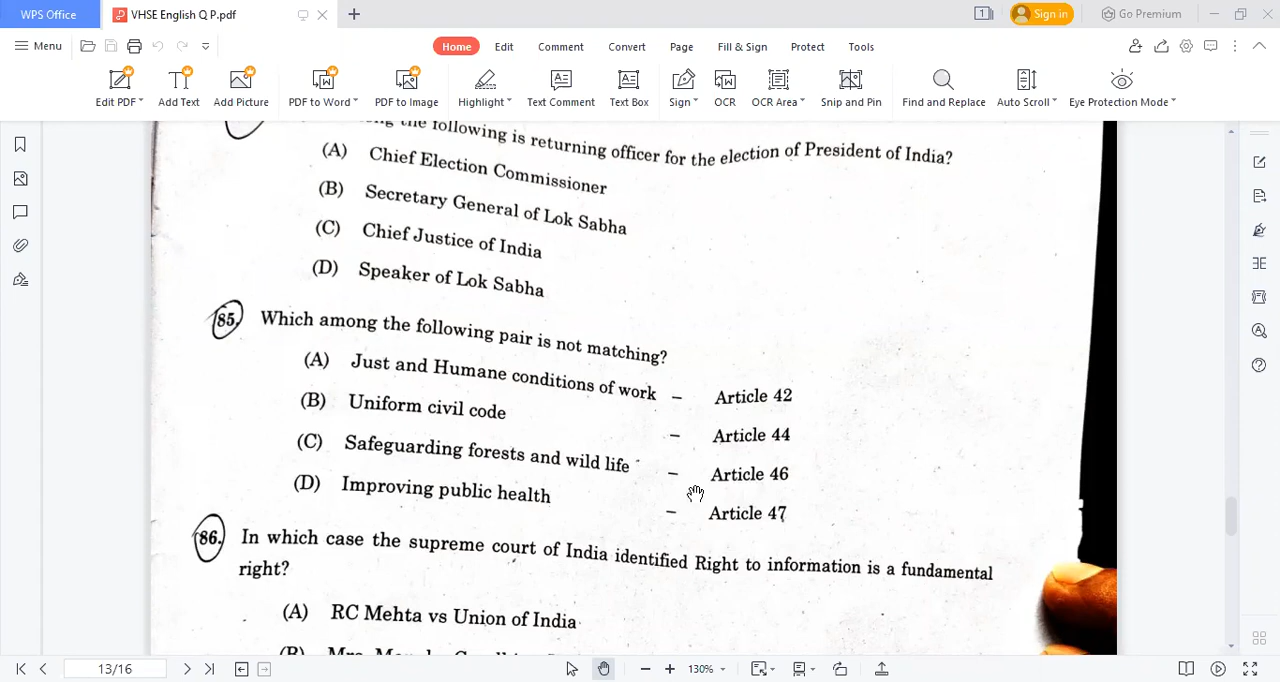 WPS Office
VHSE English Q P.pdf
Sign in
Go Premium
Menu
Home
Edit
Comment
Convert
Page
Fill & Sign
Protect
Tools
Edit PDF
Add Text
Add Picture
PDF to Word
PDF to Image
Highlight
Text Comment
Text Box
Sign
OCR
OCR Area
Snip and Pin
Find and Replace
Auto Scroll
Eye Protection Mode
the following is returning officer for the election of President of India?
(A) Chief Election Commissioner
(B) Secretary General of Lok Sabha
(C) Chief Justice of India
(D) Speaker of Lok Sabha
85. Which among the following pair is not matching?
(A) Just and Humane conditions of work – Article 42
(B) Uniform civil code – Article 44
(C) Safeguarding forests and wild life – Article 46
(D) Improving public health – Article 47
86. In which case the supreme court of India identified Right to information is a fundamental
right?
(A) RC Mehta vs Union of India
13/16
130%